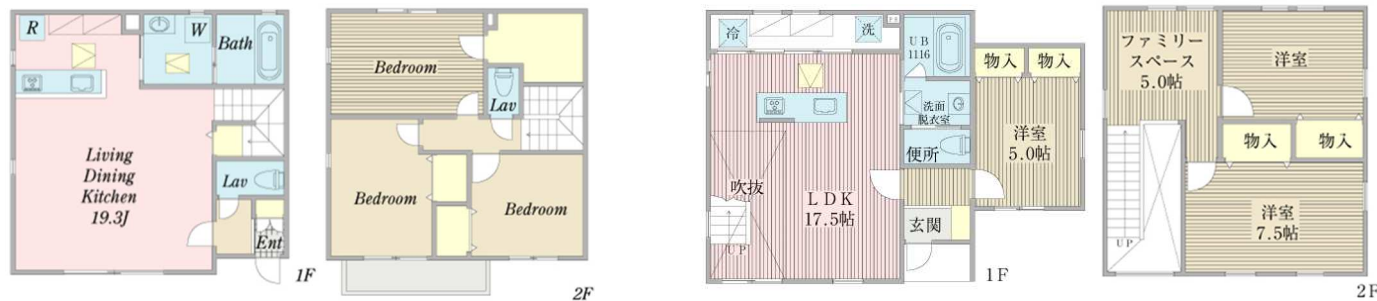 R
W
Bath
Living
Dining
Kitchen
19.3J
Lav
Ent
1F
Bedroom
Lav
Bedroom
Bedroom
2F
冷
洗
PS
UB
1116
物入
物入
洗面
脱衣室
洋室
5.0帖
便所
吹抜
LDK
17.5帖
玄関
UP
1F
ファミリー
スペース
5.0帖
洋室
物入
物入
洋室
7.5帖
UP
2F